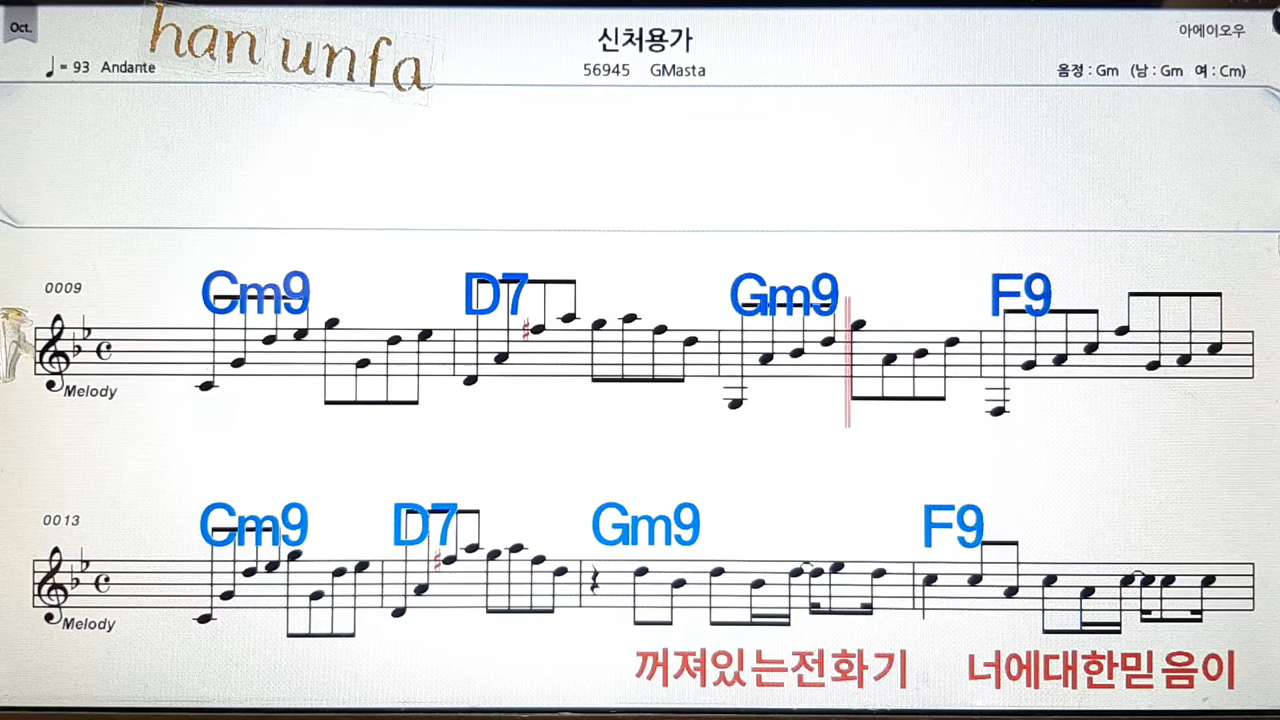 Oct.
han unfa
신처용가
아에이오우
♩= 93 Andante
56945 GMasta
음정 : Gm (남 : Gm 여 : Cm)
0009
Cm9 D7 Gm9 F9
Melody
0013
Cm9 D7 Gm9 F9
Melody
꺼져있는전화기 너에대한믿음이